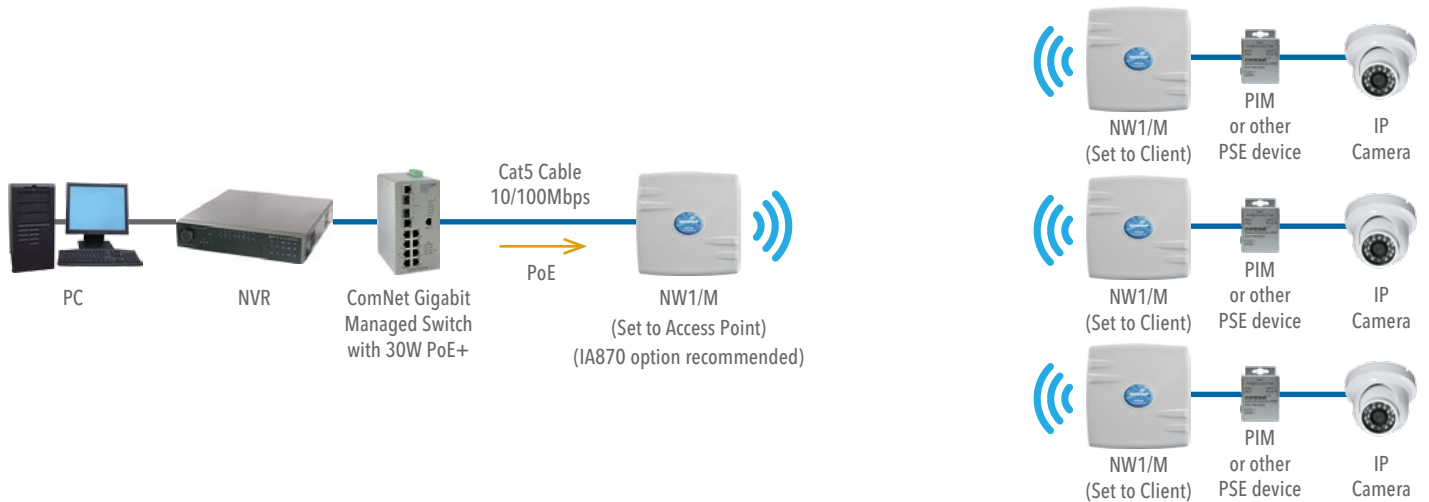 PC
NVR
ComNet Gigabit
Managed Switch
with 30W PoE+
Cat5 Cable
10/100Mbps
PoE
NW1/M
(Set to Access Point)
(IA870 option recommended)
NW1/M
(Set to Client)
PIM
or other
PSE device
IP
Camera
NW1/M
(Set to Client)
PIM
or other
PSE device
IP
Camera
NW1/M
(Set to Client)
PIM
or other
PSE device
IP
Camera